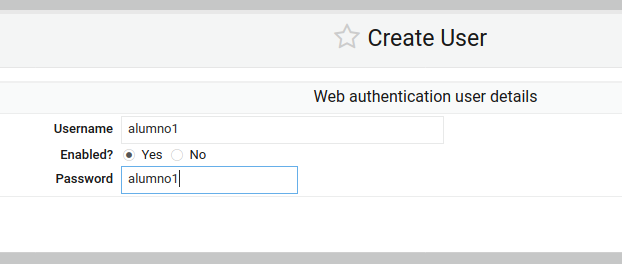 Create User
Web authentication user details
Username alumno1
Enabled? Yes No
Password alumno1